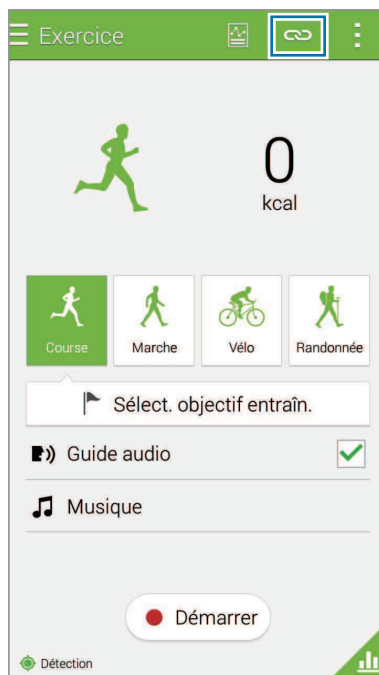 Exercice
0
kcal
Course
Marche
Vélo
Randonnée
Sélect. objectif entraîn.
Guide audio
Musique
Démarrer
Détection